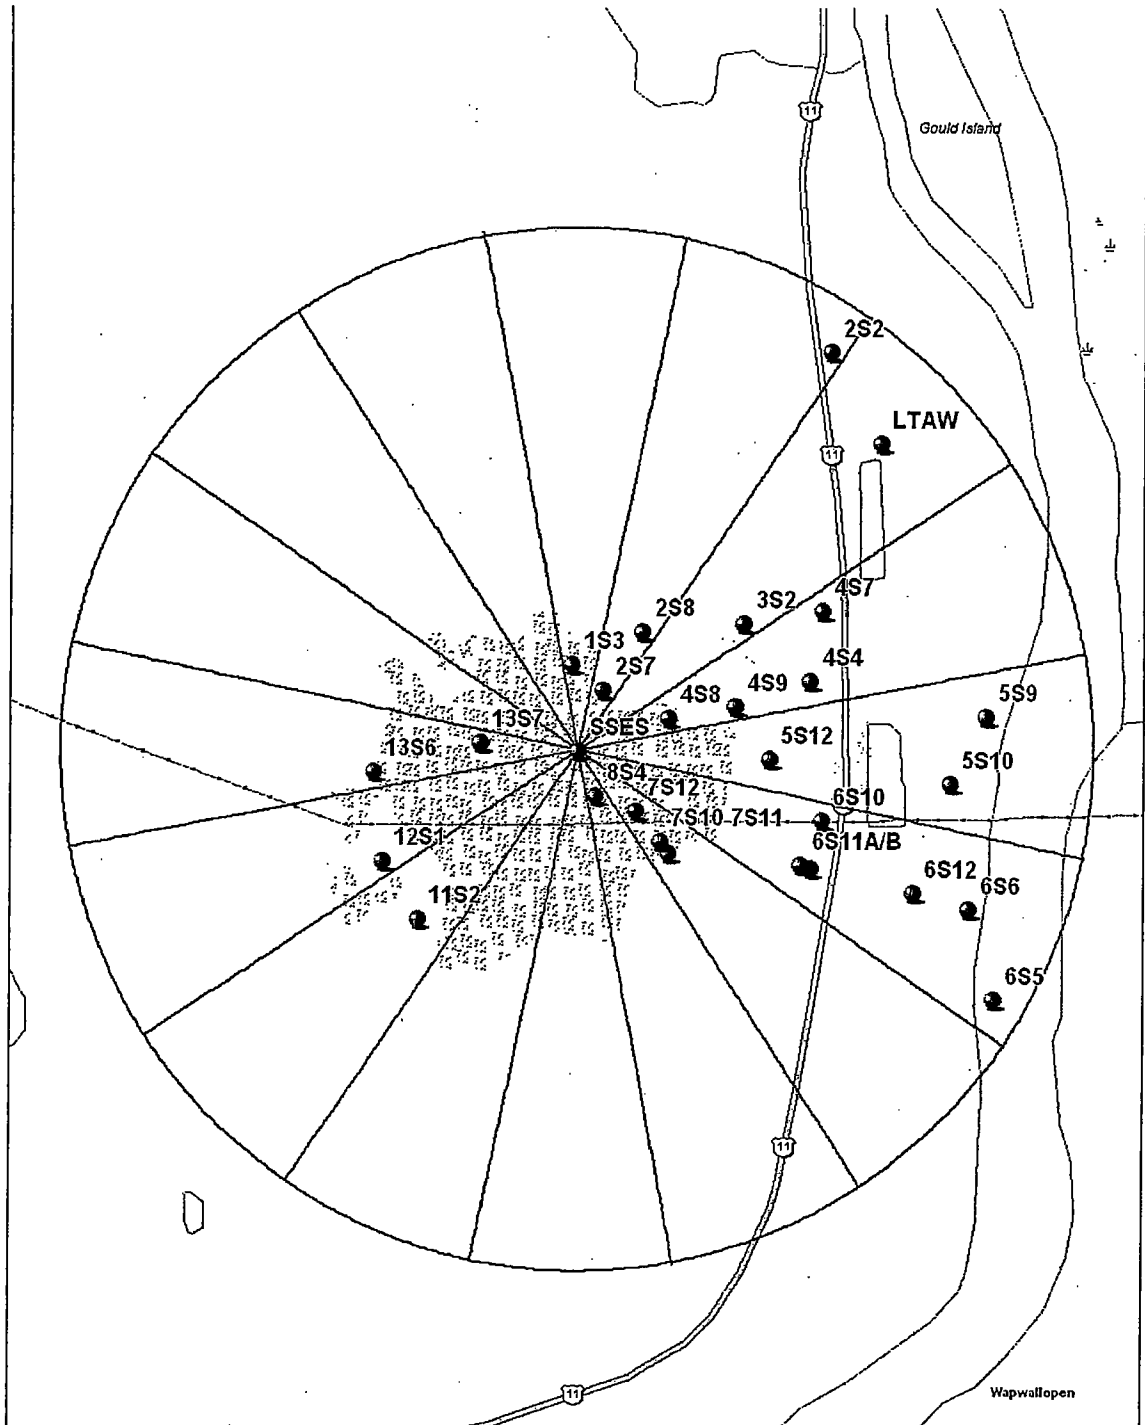 11
Gould Island
2S2
LTAW
11
4S7
3S2
2S8
1S3
2S7
4S4
4S9
4S8
5S9
13S7
SSES
13S6
5S12
5S10
8S4
7S12
6S10
7S10 7S11
12S1
6S11A/B
6S12
6S6
11S2
6S5
11
11
Wapwallopen